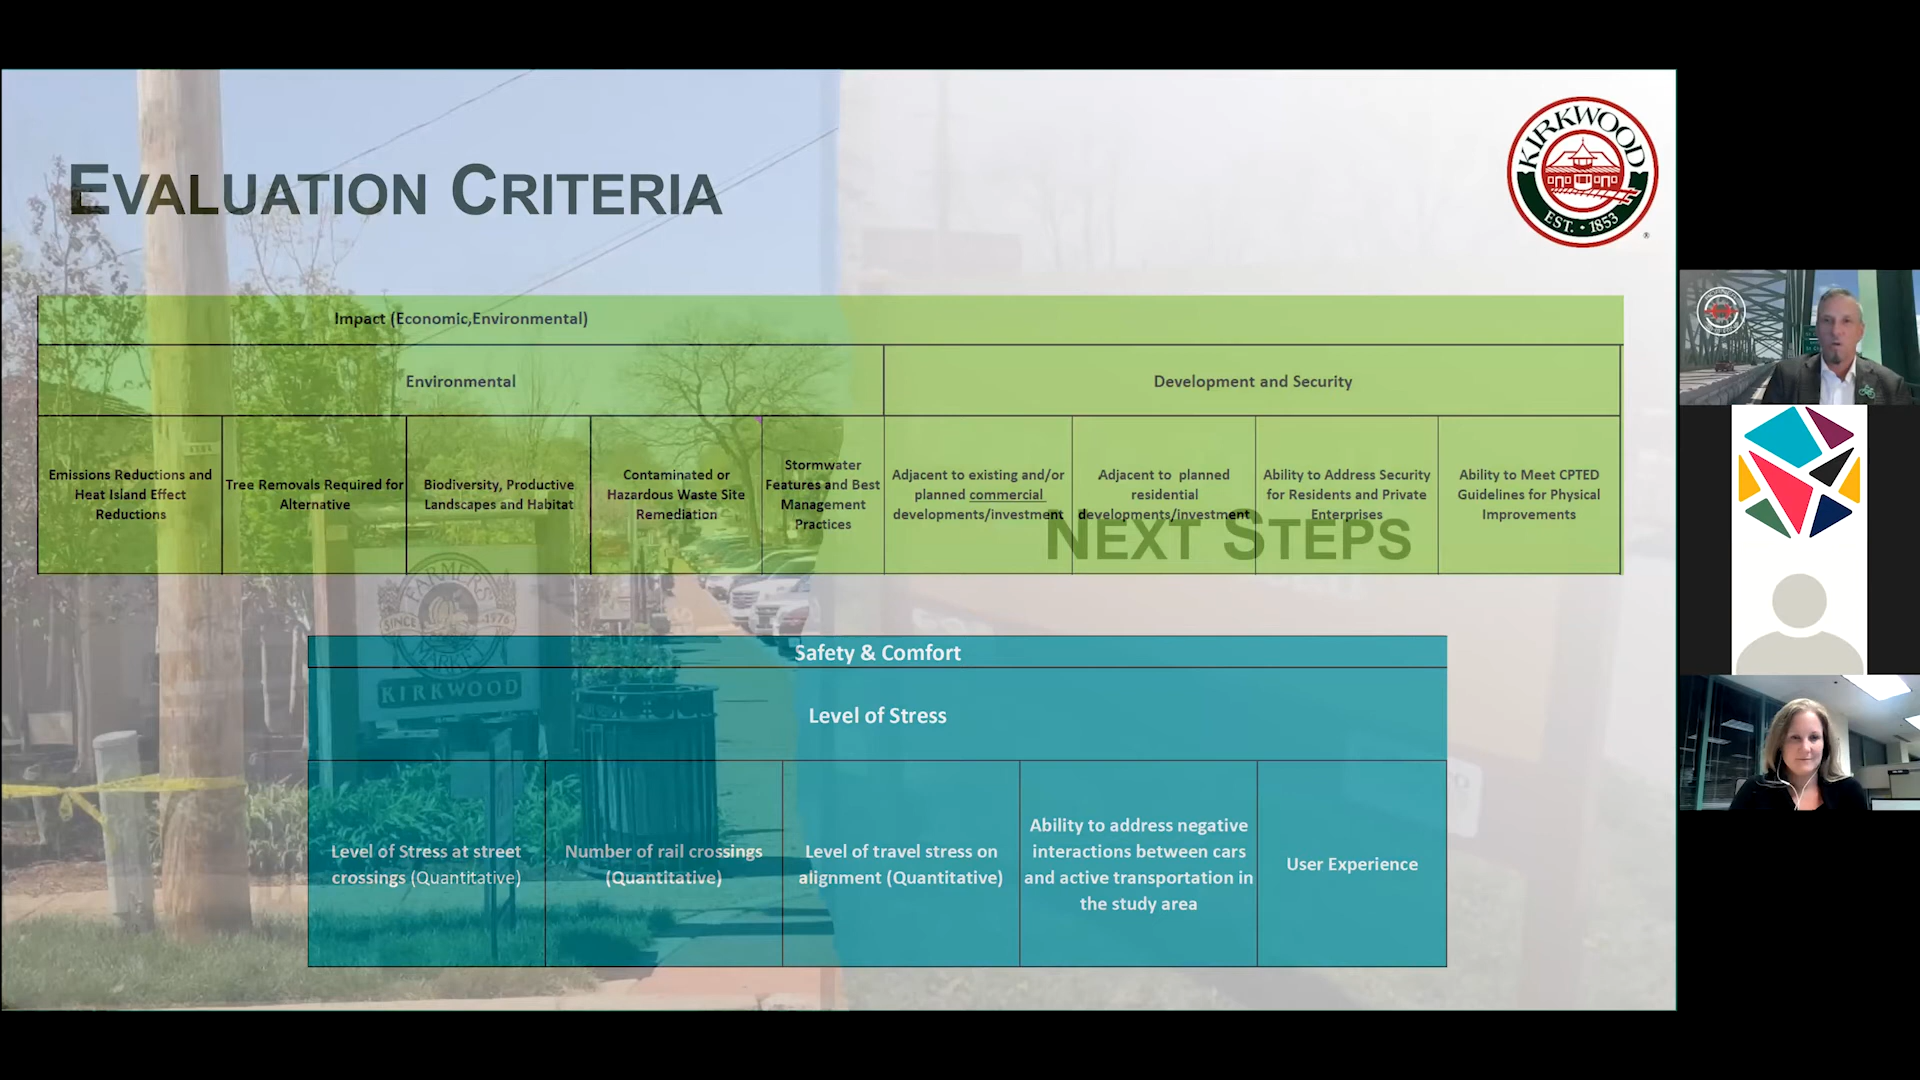 EVALUATION CRITERIA
KIRKWOOD
EST. • 1853
®
Impact (Economic,Environmental)
Environmental
Development and Security
Emissions Reductions and
Heat Island Effect
Reductions
Tree Removals Required for
Alternative
Biodiversity, Productive
Landscapes and Habitat
Contaminated or
Hazardous Waste Site
Remediation
Stormwater
Features and Best
Management
Practices
Adjacent to existing and/or
planned commercial
developments/investment
Adjacent to planned
residential
developments/investment
Ability to Address Security
for Residents and Private
Enterprises
Ability to Meet CPTED
Guidelines for Physical
Improvements
NEXT STEPS
FARMERS
SINCE 1976
MARKET
KIRKWOOD
Safety & Comfort
Level of Stress
Level of Stress at street
crossings (Quantitative)
Number of rail crossings
(Quantitative)
Level of travel stress on
alignment (Quantitative)
Ability to address negative
interactions between cars
and active transportation in
the study area
User Experience